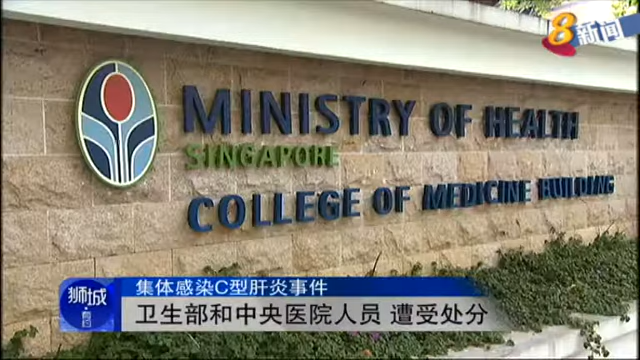 8新闻
MINISTRY OF HEALTH
SINGAPORE
COLLEGE OF MEDICINE BUILDING
狮城
集体感染C型肝炎事件
卫生部和中央医院人员 遭受处分